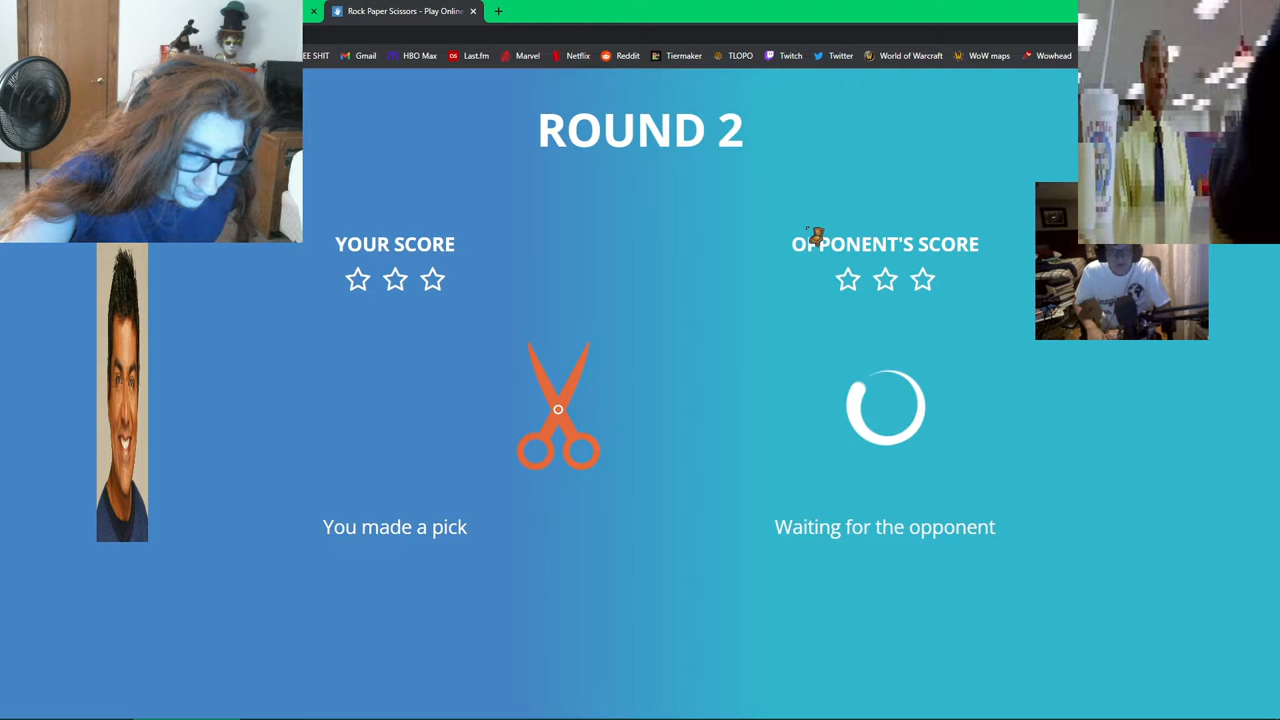 Rock Paper Scissors - Play Online
EE SHIT
Gmail
HBO Max
Last.fm
Marvel
Netflix
Reddit
Tiermaker
TLOPO
Twitch
Twitter
World of Warcraft
WoW maps
Wowhead
ROUND 2
YOUR SCORE
OPPONENT'S SCORE
You made a pick
Waiting for the opponent